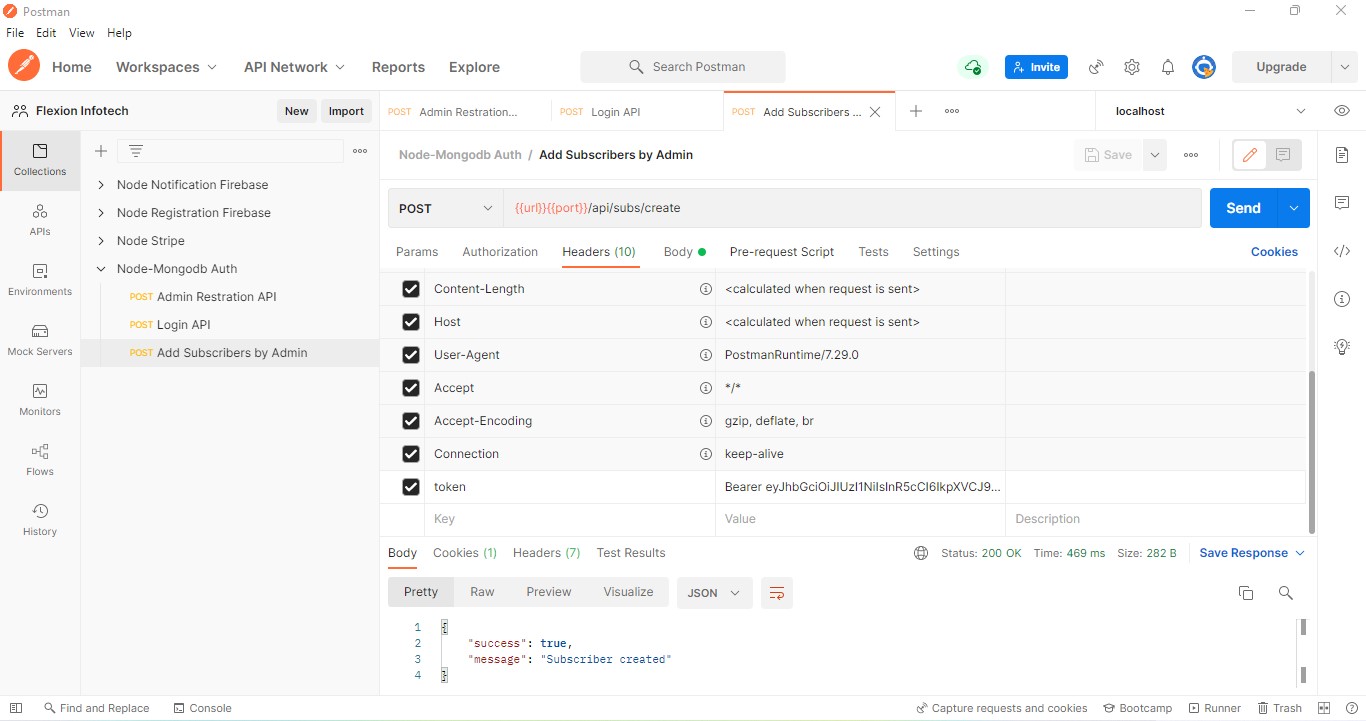 Postman
File Edit View Help
Home Workspaces API Network Reports Explore Search Postman Invite Upgrade
Flexion Infotech New Import
POST Admin Restration... POST Login API POST Add Subscribers ... localhost
Collections
APIs
Environments
Mock Servers
Monitors
Flows
History
Node Notification Firebase
Node Registration Firebase
Node Stripe
Node-Mongodb Auth
POST Admin Restration API
POST Login API
POST Add Subscribers by Admin
Node-Mongodb Auth / Add Subscribers by Admin Save
POST {{url}}{{port}}/api/subs/create Send
Params Authorization Headers (10) Body Pre-request Script Tests Settings Cookies
Content-Length <calculated when request is sent>
Host <calculated when request is sent>
User-Agent PostmanRuntime/7.29.0
Accept */*
Accept-Encoding gzip, deflate, br
Connection keep-alive
token Bearer eyJhbGciOiJIUzI1NiIsInR5cCI6IkpXVCJ9...
Key Value Description
Body Cookies (1) Headers (7) Test Results Status: 200 OK Time: 469 ms Size: 282 B Save Response
Pretty Raw Preview Visualize JSON
1 {
2 "success": true,
3 "message": "Subscriber created"
4 }
Find and Replace Console Capture requests and cookies Bootcamp Runner Trash